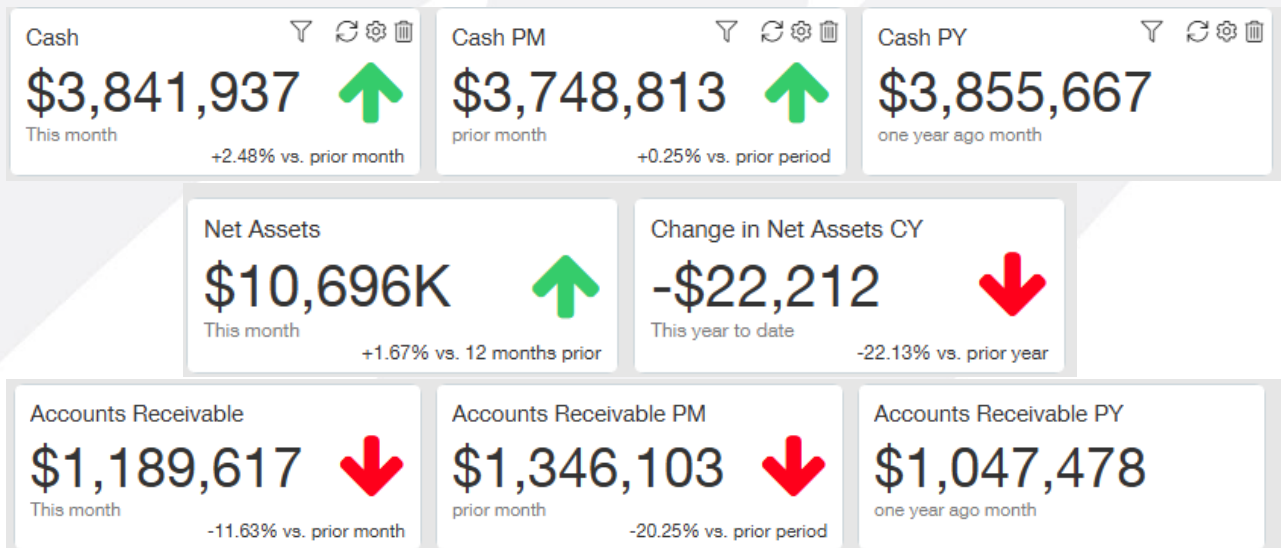 Cash
$3,841,937
This month
+2.48% vs. prior month
Cash PM
$3,748,813
prior month
+0.25% vs. prior period
Cash PY
$3,855,667
one year ago month
Net Assets
$10,696K
This month
+1.67% vs. 12 months prior
Change in Net Assets CY
-$22,212
This year to date
-22.13% vs. prior year
Accounts Receivable
$1,189,617
This month
-11.63% vs. prior month
Accounts Receivable PM
$1,346,103
prior month
-20.25% vs. prior period
Accounts Receivable PY
$1,047,478
one year ago month